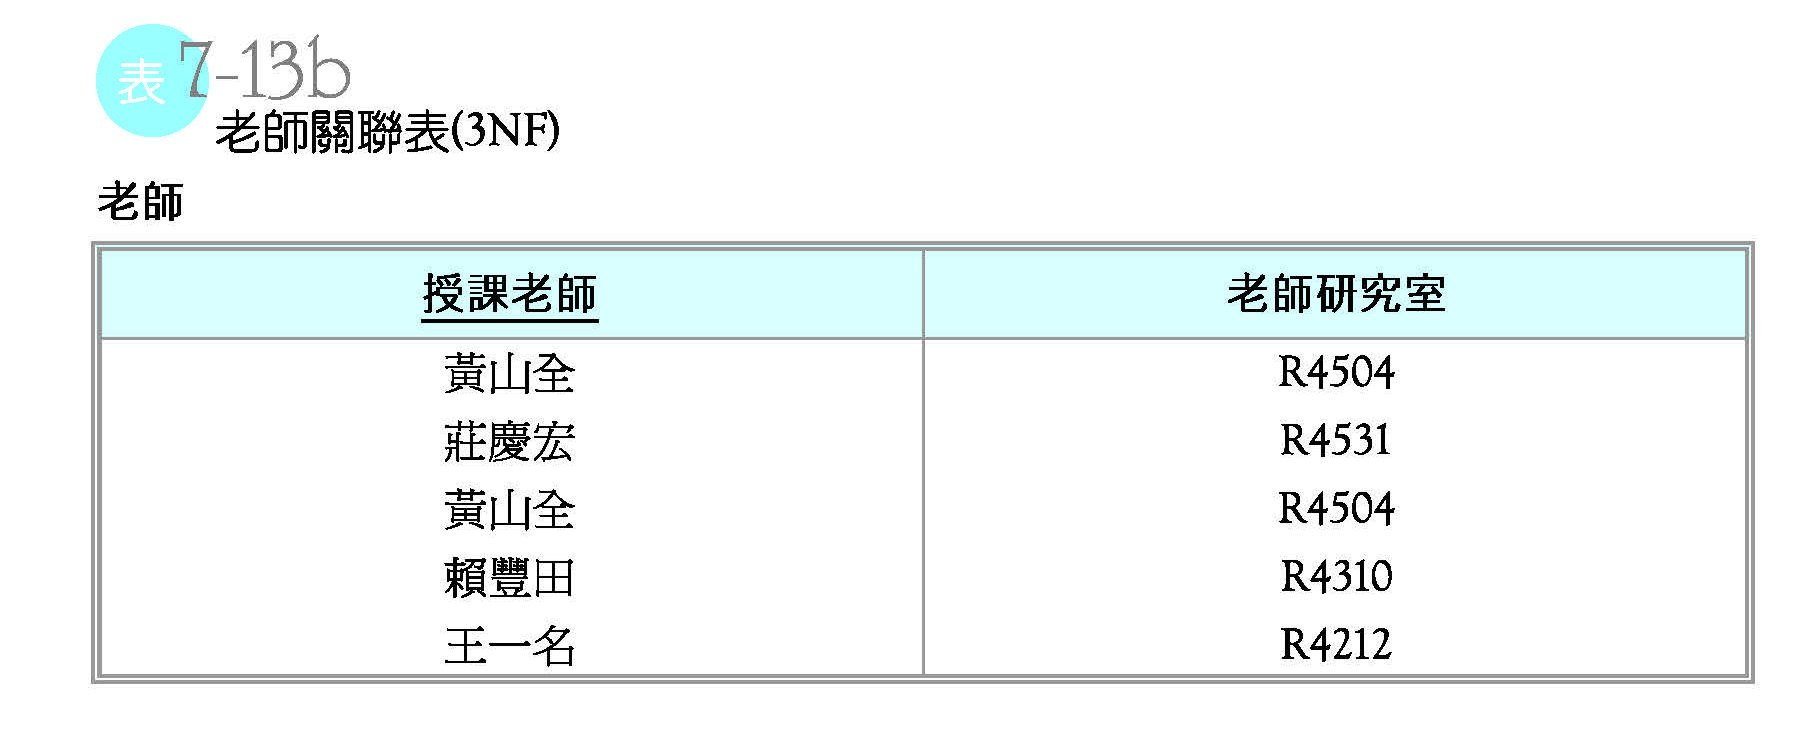 表 7-13b
老師關聯表(3NF)
老師
授課老師 老師研究室
黃山全 R4504
莊慶宏 R4531
黃山全 R4504
賴豐田 R4310
王一名 R4212